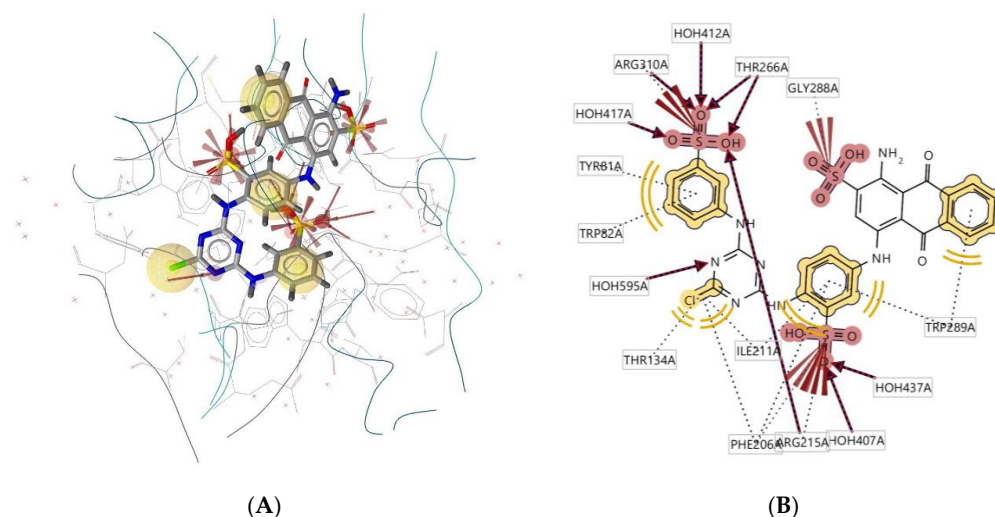 HOH412A
ARG310A
THR266A
GLY288A
HOH417A
O
O
S
OH
OH
O
S
NH2
O
O
TYR81A
TRP82A
NH
O
N
N
NH
HOH595A
Cl
N
HN
TRP289A
THR134A
ILE211A
HO
S
O
O
HOH437A
PHE206A
ARG215A
HOH407A
(A)
(B)